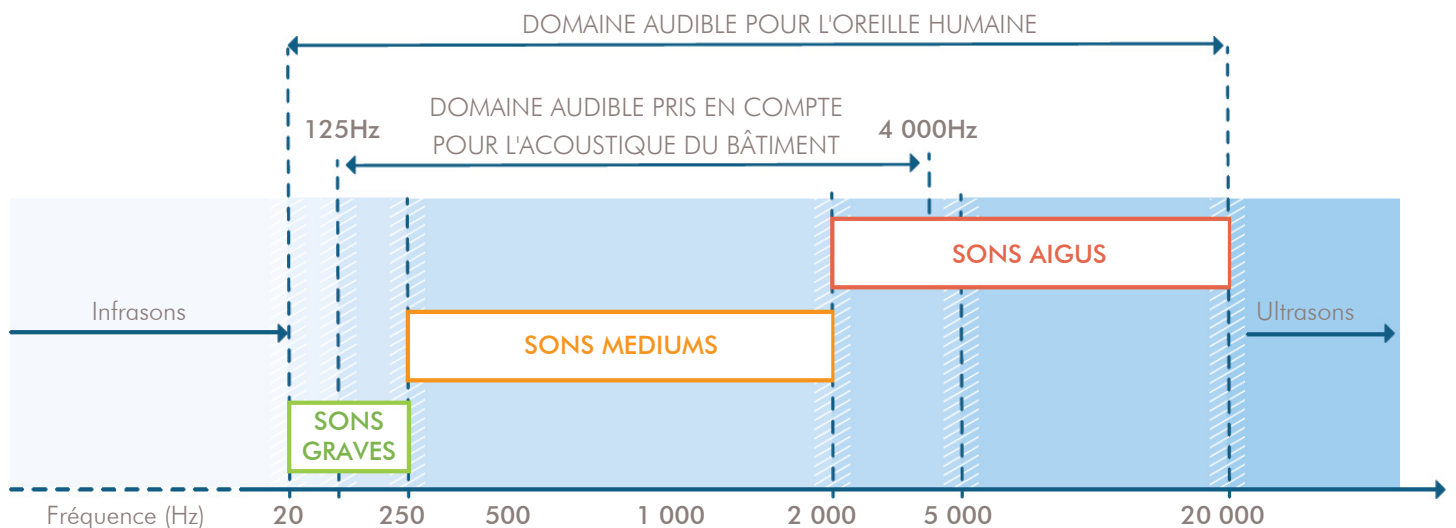 DOMAINE AUDIBLE POUR L'OREILLE HUMAINE
DOMAINE AUDIBLE PRIS EN COMPTE
125Hz
4 000Hz
POUR L'ACOUSTIQUE DU BÂTIMENT
SONS AIGUS
Infrasons
Ultrasons
SONS MEDIUMS
SONS
GRAVES
Fréquence (Hz) 20 250 500 1 000 2 000 5 000 20 000